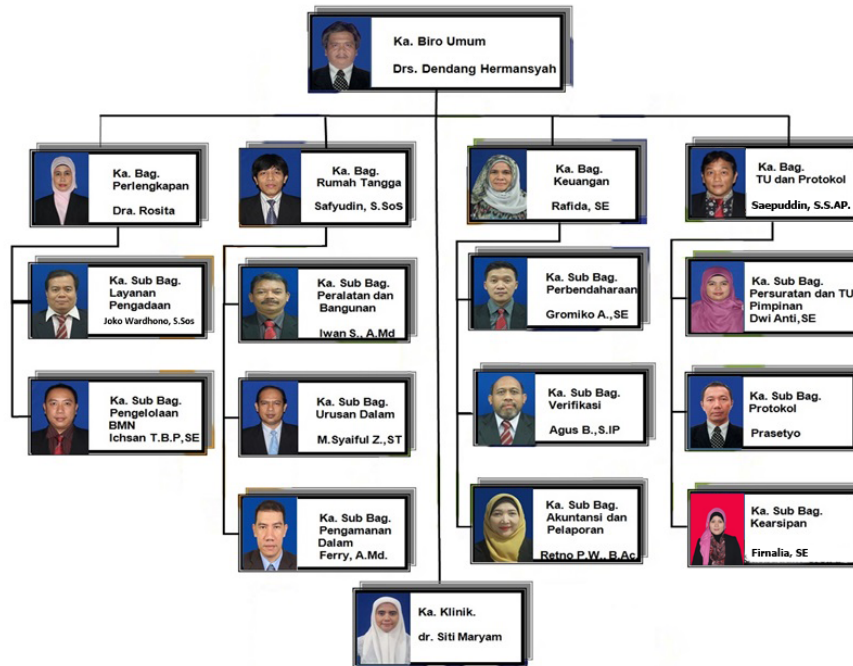 Ka. Biro Umum
Drs. Dendang Hermansyah
Ka. Bag.
Perlengkapan
Dra. Rosita
Ka. Bag.
Rumah Tangga
Safyudin, S.SoS
Ka. Bag.
Keuangan
Rafida, SE
Ka. Bag.
TU dan Protokol
Saepuddin, S.S.AP.
Ka. Sub Bag.
Layanan
Pengadaan
Joko Wardhono, S.Sos
Ka. Sub Bag.
Peralatan dan
Bangunan
Iwan S., A.Md
Ka. Sub Bag.
Perbendaharaan
Gromiko A.,SE
Ka. Sub Bag.
Persuratan dan TU
Pimpinan
Dwi Anti,SE
Ka. Sub Bag.
Pengelolaan
BMN
Ichsan T.B.P,SE
Ka. Sub Bag.
Urusan Dalam
M.Syaiful Z.,ST
Ka. Sub Bag.
Verifikasi
Agus B.,S.IP
Ka. Sub Bag.
Protokol
Prasetyo
Ka. Sub Bag.
Pengamanan
Dalam
Ferry, A.Md.
Ka. Sub Bag.
Akuntansi dan
Pelaporan
Retno P.W., B.Ac
Ka. Sub Bag.
Kearsipan
Firnalia, SE
Ka. Klinik.
dr. Siti Maryam